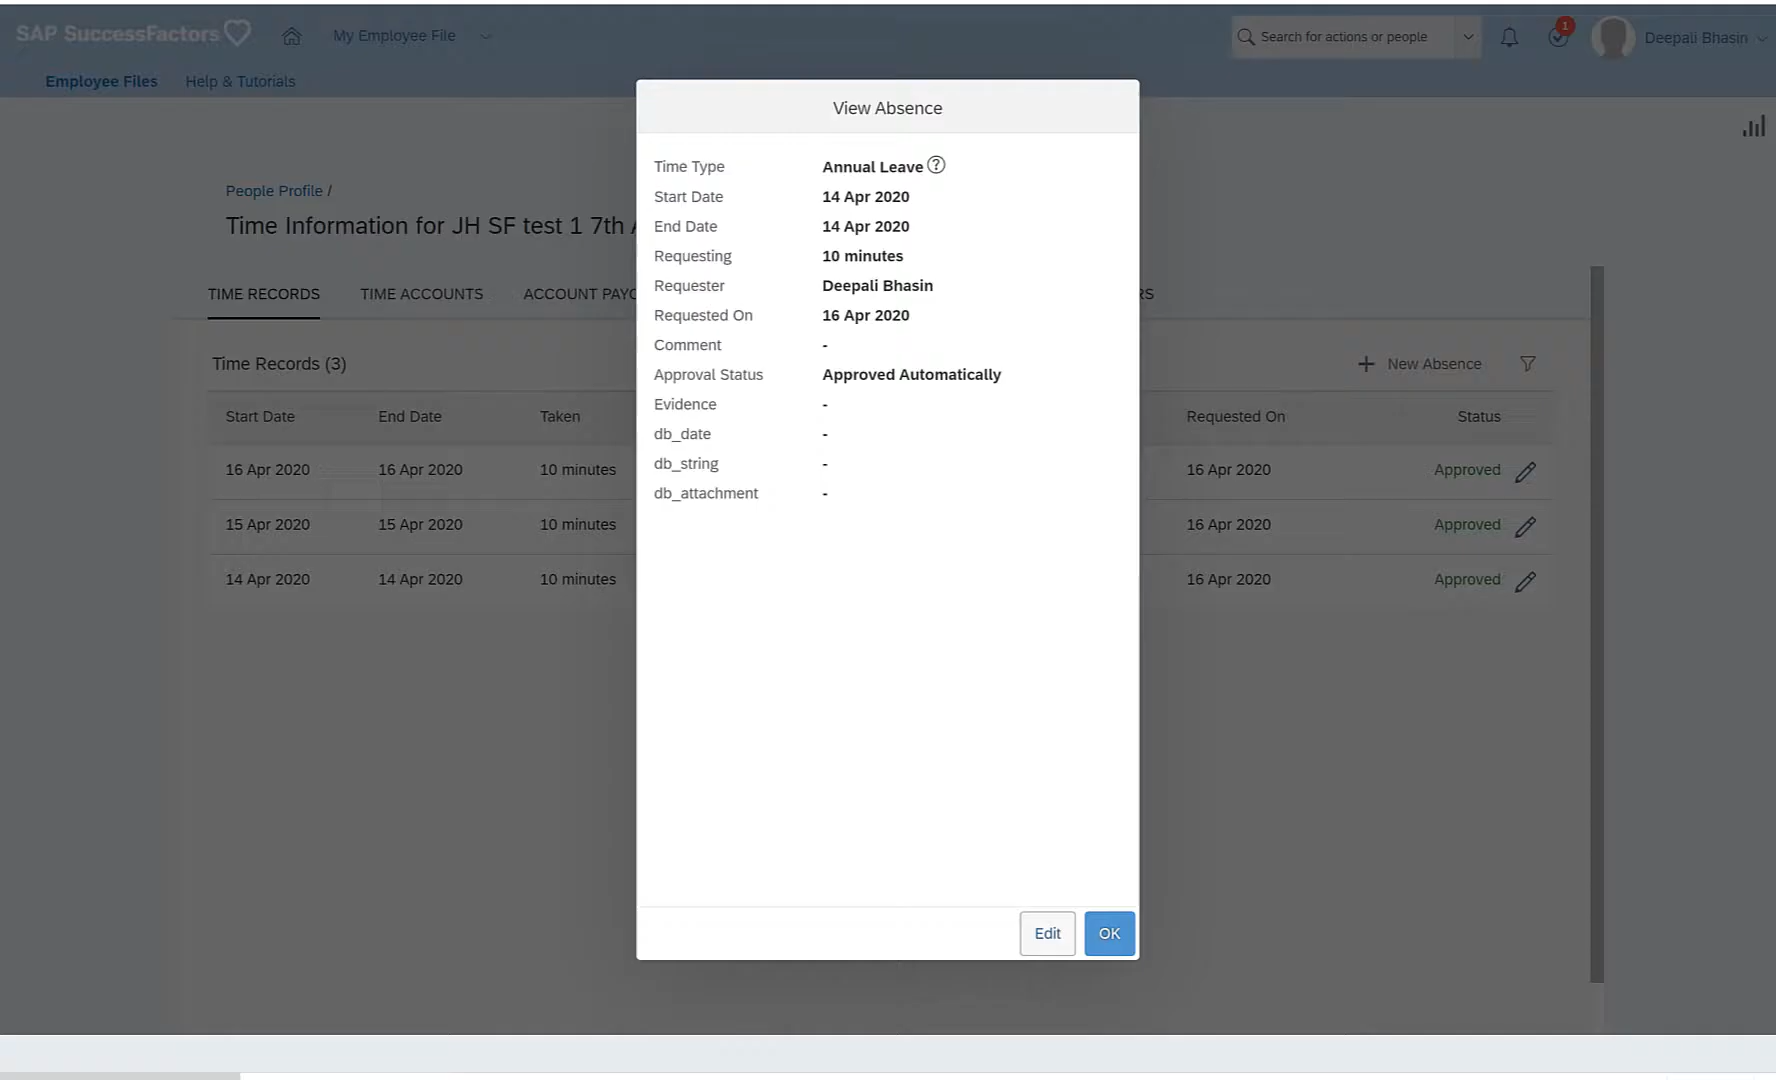 SAP SuccessFactors
My Employee File
Search for actions or people
1
Deepali Bhasin
Employee Files Help & Tutorials
People Profile /
Time Information for JH SF test 1 7th
TIME RECORDS TIME ACCOUNTS ACCOUNT PAYO RS
Time Records (3)
New Absence
Start Date End Date Taken Requested On Status
16 Apr 2020 16 Apr 2020 10 minutes 16 Apr 2020 Approved
15 Apr 2020 15 Apr 2020 10 minutes 16 Apr 2020 Approved
14 Apr 2020 14 Apr 2020 10 minutes 16 Apr 2020 Approved
View Absence
Time Type Annual Leave ?
Start Date 14 Apr 2020
End Date 14 Apr 2020
Requesting 10 minutes
Requester Deepali Bhasin
Requested On 16 Apr 2020
Comment -
Approval Status Approved Automatically
Evidence -
db_date -
db_string -
db_attachment -
Edit OK